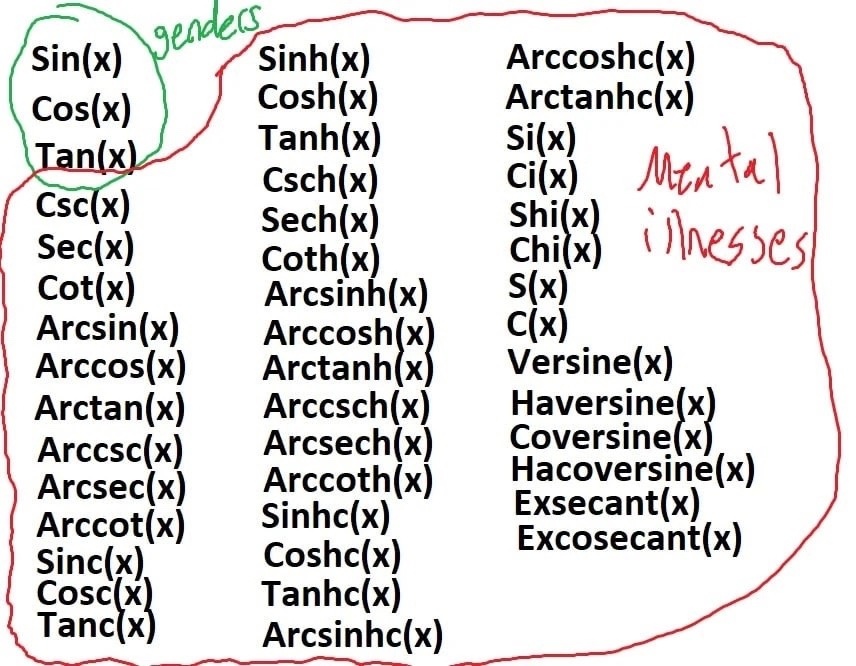 genders
Sin(x)
Cos(x)
Tan(x)
Csc(x)
Sec(x)
Cot(x)
Arcsin(x)
Arccos(x)
Arctan(x)
Arccsc(x)
Arcsec(x)
Arccot(x)
Sinc(x)
Cosc(x)
Tanc(x)
Sinh(x)
Cosh(x)
Tanh(x)
Csch(x)
Sech(x)
Coth(x)
Arcsinh(x)
Arccosh(x)
Arctanh(x)
Arccsch(x)
Arcsech(x)
Arccoth(x)
Sinhc(x)
Coshc(x)
Tanhc(x)
Arcsinhc(x)
Arccoshc(x)
Arctanhc(x)
Si(x)
Ci(x)
Shi(x)
Chi(x)
S(x)
C(x)
Versine(x)
Haversine(x)
Coversine(x)
Hacoversine(x)
Exsecant(x)
Excosecant(x)
Mental
illnesses